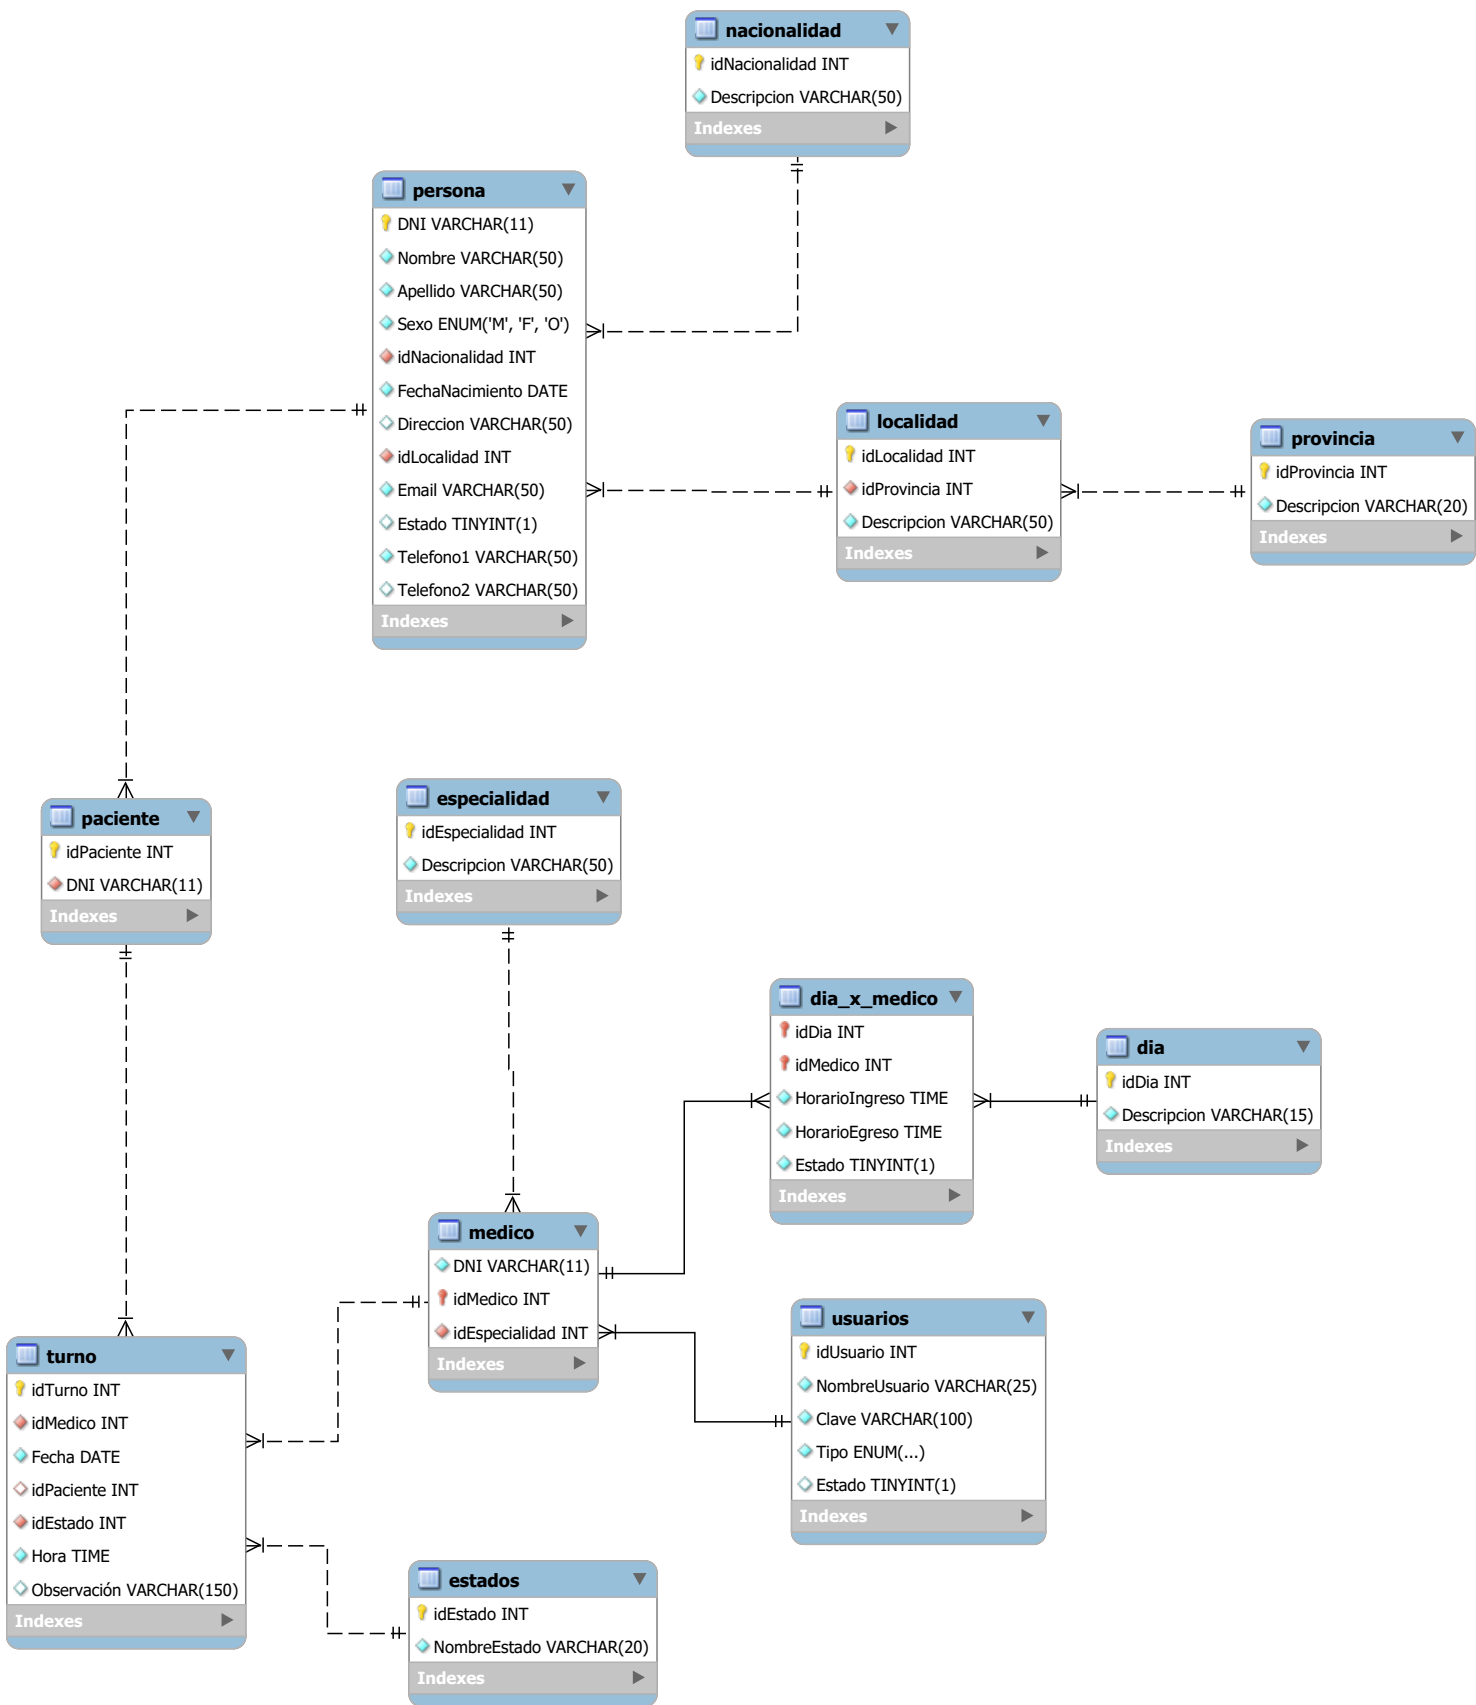 nacionalidad
idNacionalidad INT
Descripcion VARCHAR(50)
Indexes
persona
DNI VARCHAR(11)
Nombre VARCHAR(50)
Apellido VARCHAR(50)
Sexo ENUM('M', 'F', 'O')
idNacionalidad INT
FechaNacimiento DATE
Direccion VARCHAR(50)
idLocalidad INT
Email VARCHAR(50)
Estado TINYINT(1)
Telefono1 VARCHAR(50)
Telefono2 VARCHAR(50)
Indexes
localidad
idLocalidad INT
idProvincia INT
Descripcion VARCHAR(50)
Indexes
provincia
idProvincia INT
Descripcion VARCHAR(20)
Indexes
paciente
idPaciente INT
DNI VARCHAR(11)
Indexes
especialidad
idEspecialidad INT
Descripcion VARCHAR(50)
Indexes
dia_x_medico
idDia INT
idMedico INT
HorarioIngreso TIME
HorarioEgreso TIME
Estado TINYINT(1)
Indexes
dia
idDia INT
Descripcion VARCHAR(15)
Indexes
medico
DNI VARCHAR(11)
idMedico INT
idEspecialidad INT
Indexes
usuarios
idUsuario INT
NombreUsuario VARCHAR(25)
Clave VARCHAR(100)
Tipo ENUM(...)
Estado TINYINT(1)
Indexes
turno
idTurno INT
idMedico INT
Fecha DATE
idPaciente INT
idEstado INT
Hora TIME
Observación VARCHAR(150)
Indexes
estados
idEstado INT
NombreEstado VARCHAR(20)
Indexes